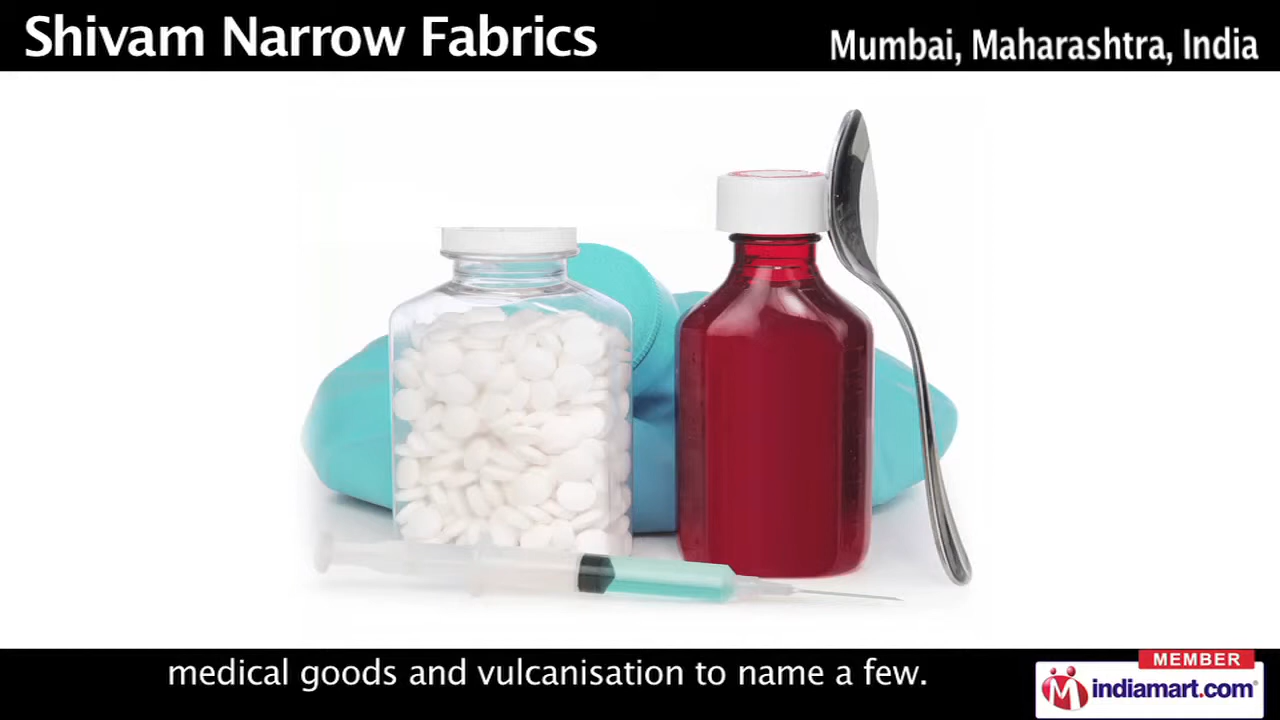 Shivam Narrow Fabrics
Mumbai, Maharashtra, India
medical goods and vulcanisation to name a few.
MEMBER
indiamart.com